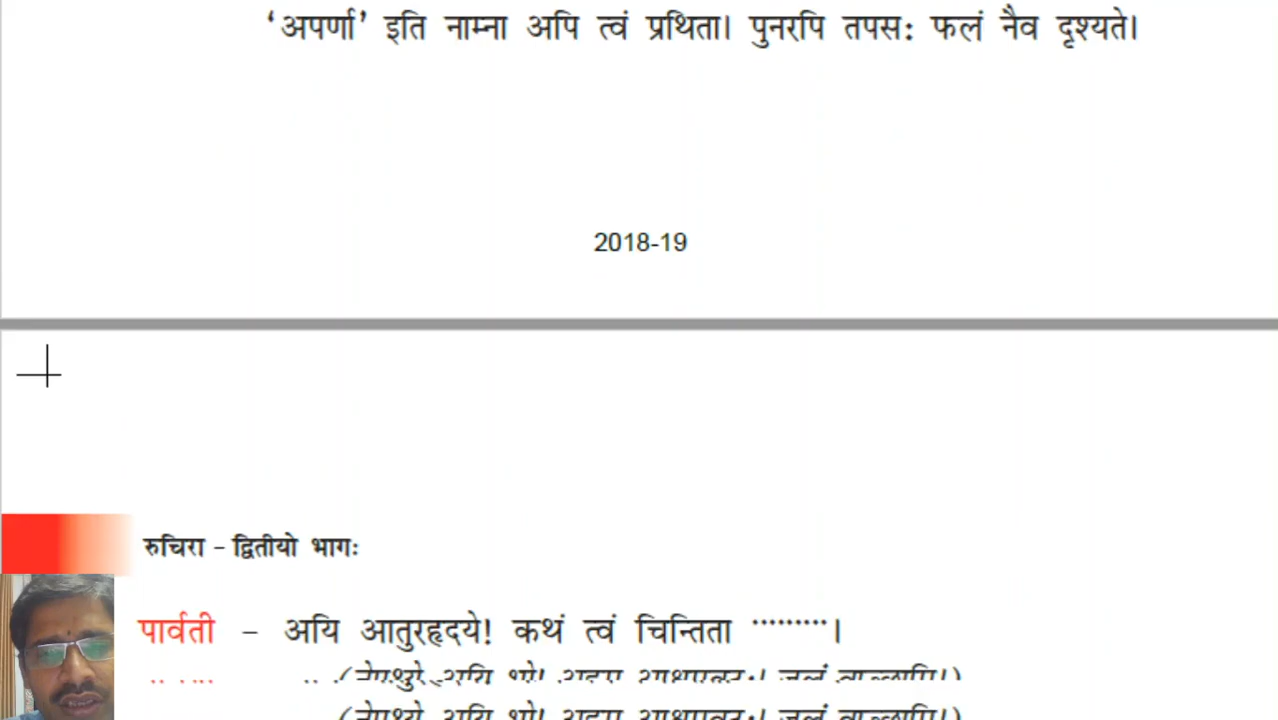 ‘अपर्णा’ इति नाम्ना अपि त्वं प्रथिता। पुनरपि तपसः फलं नैव दृश्यते।
2018-19
रुचिरा - द्वितीयो भागः
पार्वती - अयि आतुरहृदये! कथं त्वं चिन्तिता ·········।